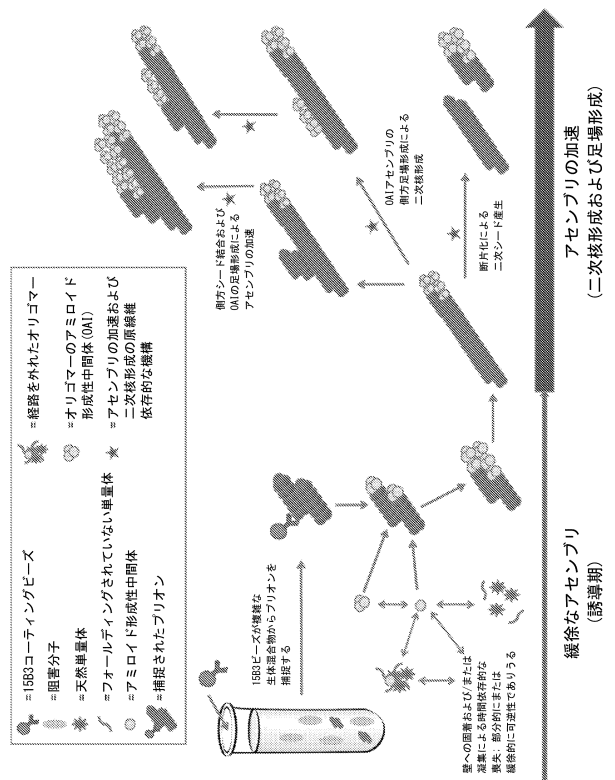 =15B3コーティングビーズ
=阻害分子
=天然単量体
=フォールディングされていない単量体
=アミロイド形成性中間体
=捕捉されたプリオン
=経路を外れたオリゴマー
=オリゴマーのアミロイド
形成性中間体(OAI)
=アセンブリの加速および
二次核形成の原線維
依存的な機構
15B3ビーズが複雑な
生体混合物からプリオンを
捕捉する
壁への固着および/または
凝集による時間依存的な
喪失: 部分的にまたは
緩徐的に可逆性でありうる
側方シード結合および
OAIの足場形成による
アセンブリの加速
OAIアセンブリの
側方足場形成による
二次核形成
断片化による
二次シード産生
緩徐なアセンブリ
(誘導期)
アセンブリの加速
(二次核形成および足場形成)